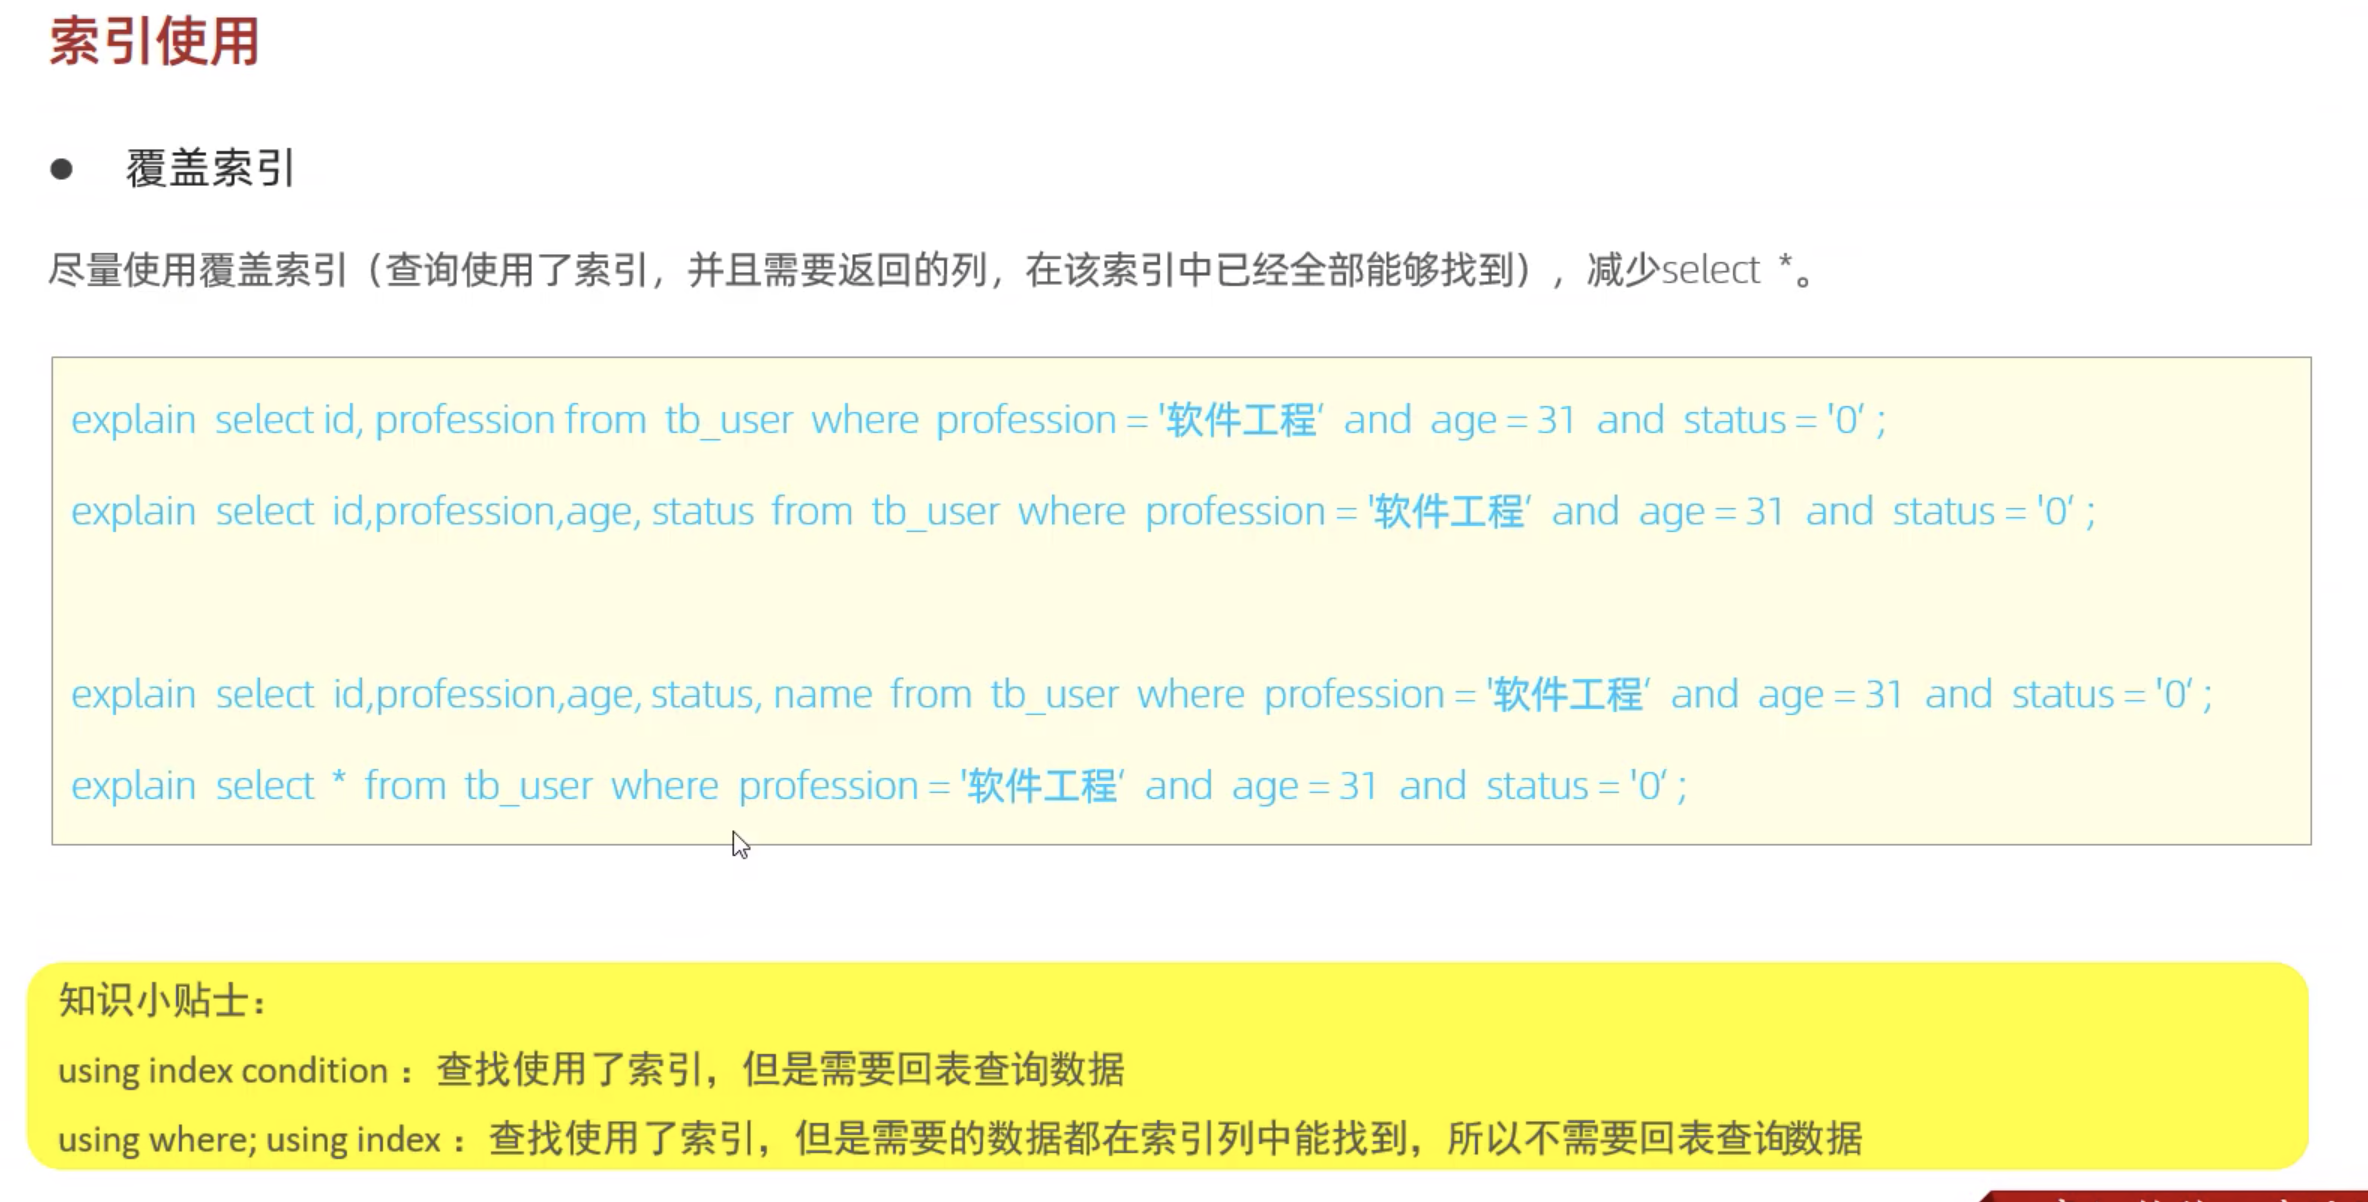 索引使用
● 覆盖索引
尽量使用覆盖索引（查询使用了索引，并且需要返回的列，在该索引中已经全部能够找到），减少select *。
explain select id, profession from tb_user where profession = '软件工程‘ and age = 31 and status = '0‘ ;
explain select id,profession,age, status from tb_user where profession = '软件工程‘ and age = 31 and status = '0‘ ;
explain select id,profession,age, status, name from tb_user where profession = '软件工程‘ and age = 31 and status = '0‘ ;
explain select * from tb_user where profession = '软件工程‘ and age = 31 and status = '0‘ ;
知识小贴士：
using index condition ：查找使用了索引，但是需要回表查询数据
using where; using index ：查找使用了索引，但是需要的数据都在索引列中能找到，所以不需要回表查询数据